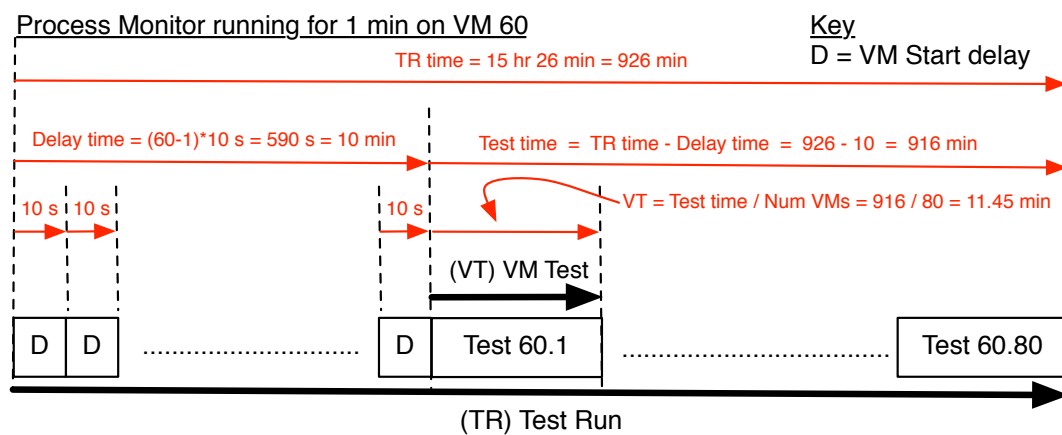 Process Monitor running for 1 min on VM 60
Key
D = VM Start delay
TR time = 15 hr 26 min = 926 min
Delay time = (60-1)*10 s = 590 s = 10 min
Test time = TR time - Delay time = 926 - 10 = 916 min
10 s
10 s
10 s
VT = Test time / Num VMs = 916 / 80 = 11.45 min
(VT) VM Test
D
D
.................................
D
Test 60.1
.........................................
Test 60.80
(TR) Test Run